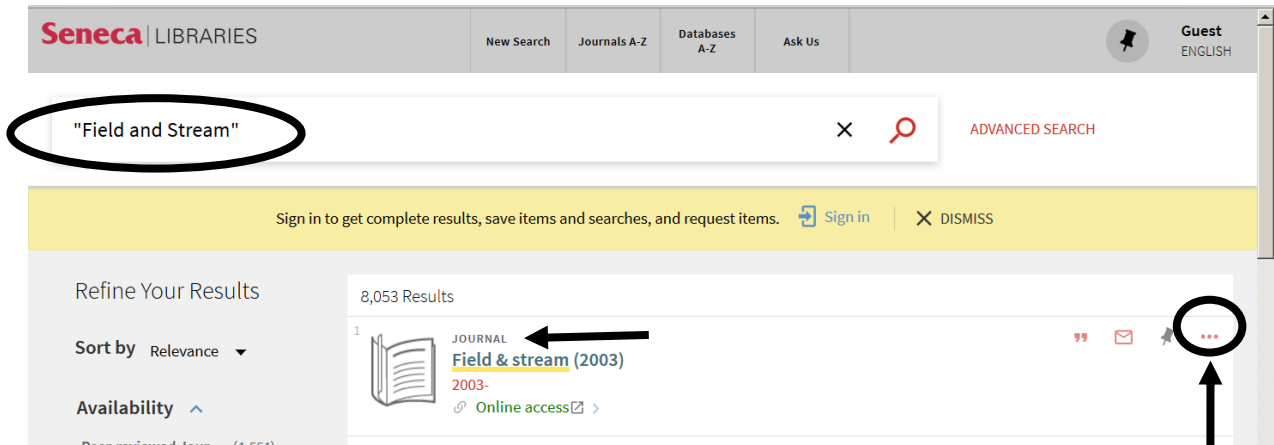 Seneca | LIBRARIES
New Search
Journals A-Z
Databases
A-Z
Ask Us
Guest
ENGLISH
"Field and Stream"
ADVANCED SEARCH
Sign in to get complete results, save items and searches, and request items.
Sign in
DISMISS
Refine Your Results
8,053 Results
1
JOURNAL
Field & stream (2003)
2003-
Online access
Sort by Relevance
Availability